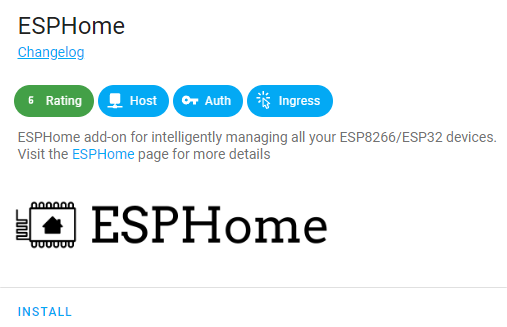 ESPHome
Changelog
6 Rating Host Auth Ingress
ESPHome add-on for intelligently managing all your ESP8266/ESP32 devices.
Visit the ESPHome page for more details
ESPHome
INSTALL